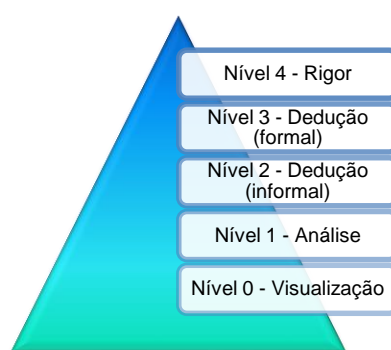 Nível 4 - Rigor
Nível 3 - Dedução
(formal)
Nível 2 - Dedução
(informal)
Nível 1 - Análise
Nível 0 - Visualização